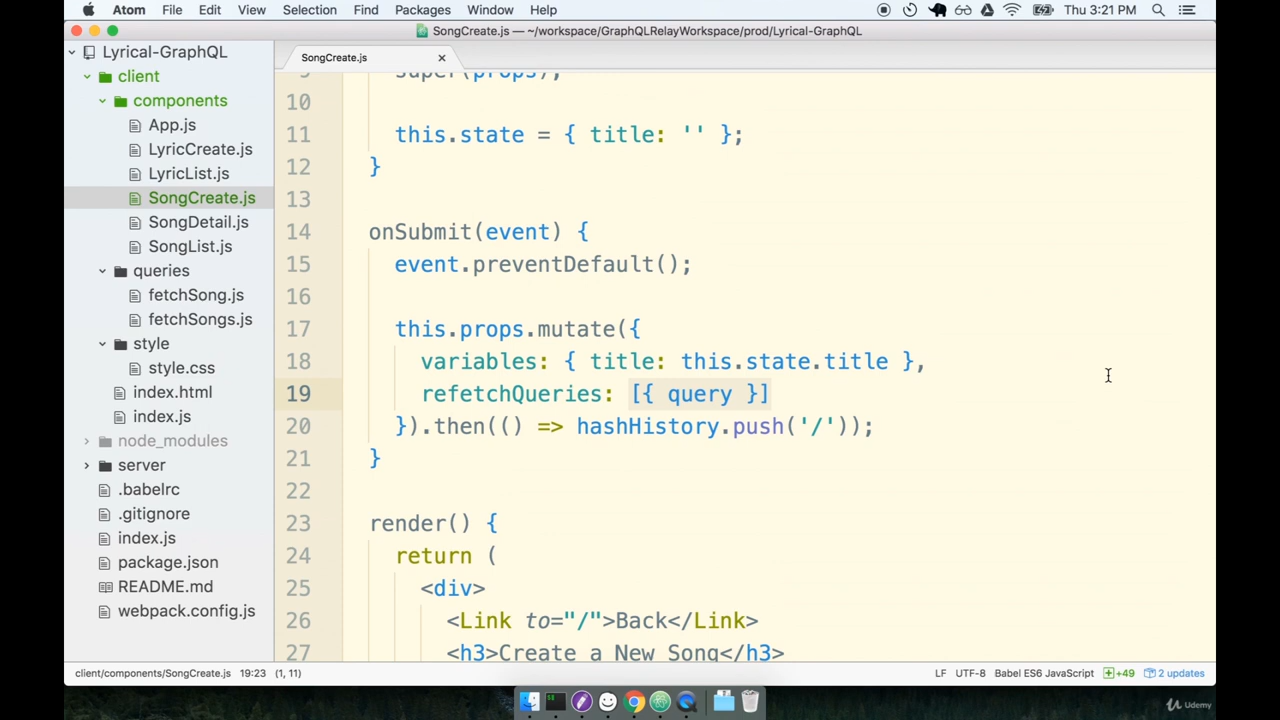 Atom File Edit View Selection Find Packages Window Help Thu 3:21 PM
SongCreate.js — ~/workspace/GraphQLRelayWorkspace/prod/Lyrical-GraphQL
Lyrical-GraphQL
client
components
App.js
LyricCreate.js
LyricList.js
SongCreate.js
SongDetail.js
SongList.js
queries
fetchSong.js
fetchSongs.js
style
style.css
index.html
index.js
node_modules
server
.babelrc
.gitignore
index.js
package.json
README.md
webpack.config.js
SongCreate.js
9 super(props);
10
11 this.state = { title: '' };
12 }
13
14 onSubmit(event) {
15 event.preventDefault();
16
17 this.props.mutate({
18 variables: { title: this.state.title },
19 refetchQueries: [{ query }]
20 }).then(() => hashHistory.push('/'));
21 }
22
23 render() {
24 return (
25 <div>
26 <Link to="/">Back</Link>
27 <h3>Create a New Song</h3>
client/components/SongCreate.js 19:23 (1, 11) LF UTF-8 Babel ES6 JavaScript +49 2 updates
Udemy